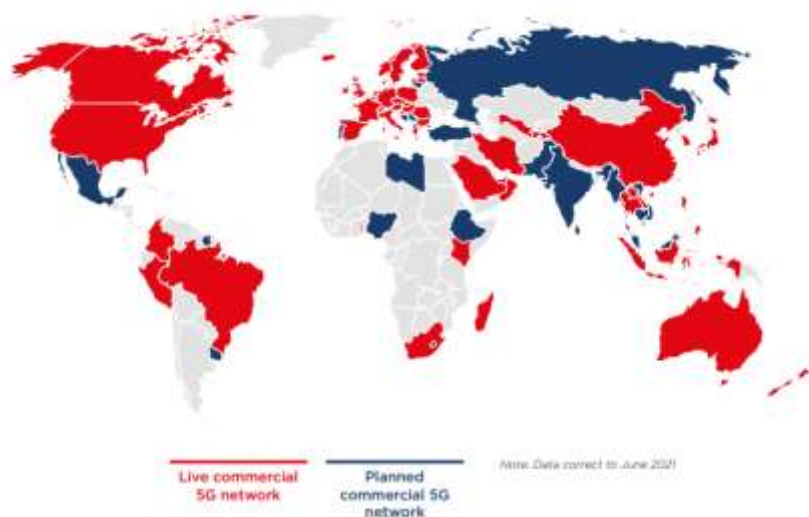 Live commercial
5G network
Planned
commercial 5G
network
Note: Data correct to June 2021